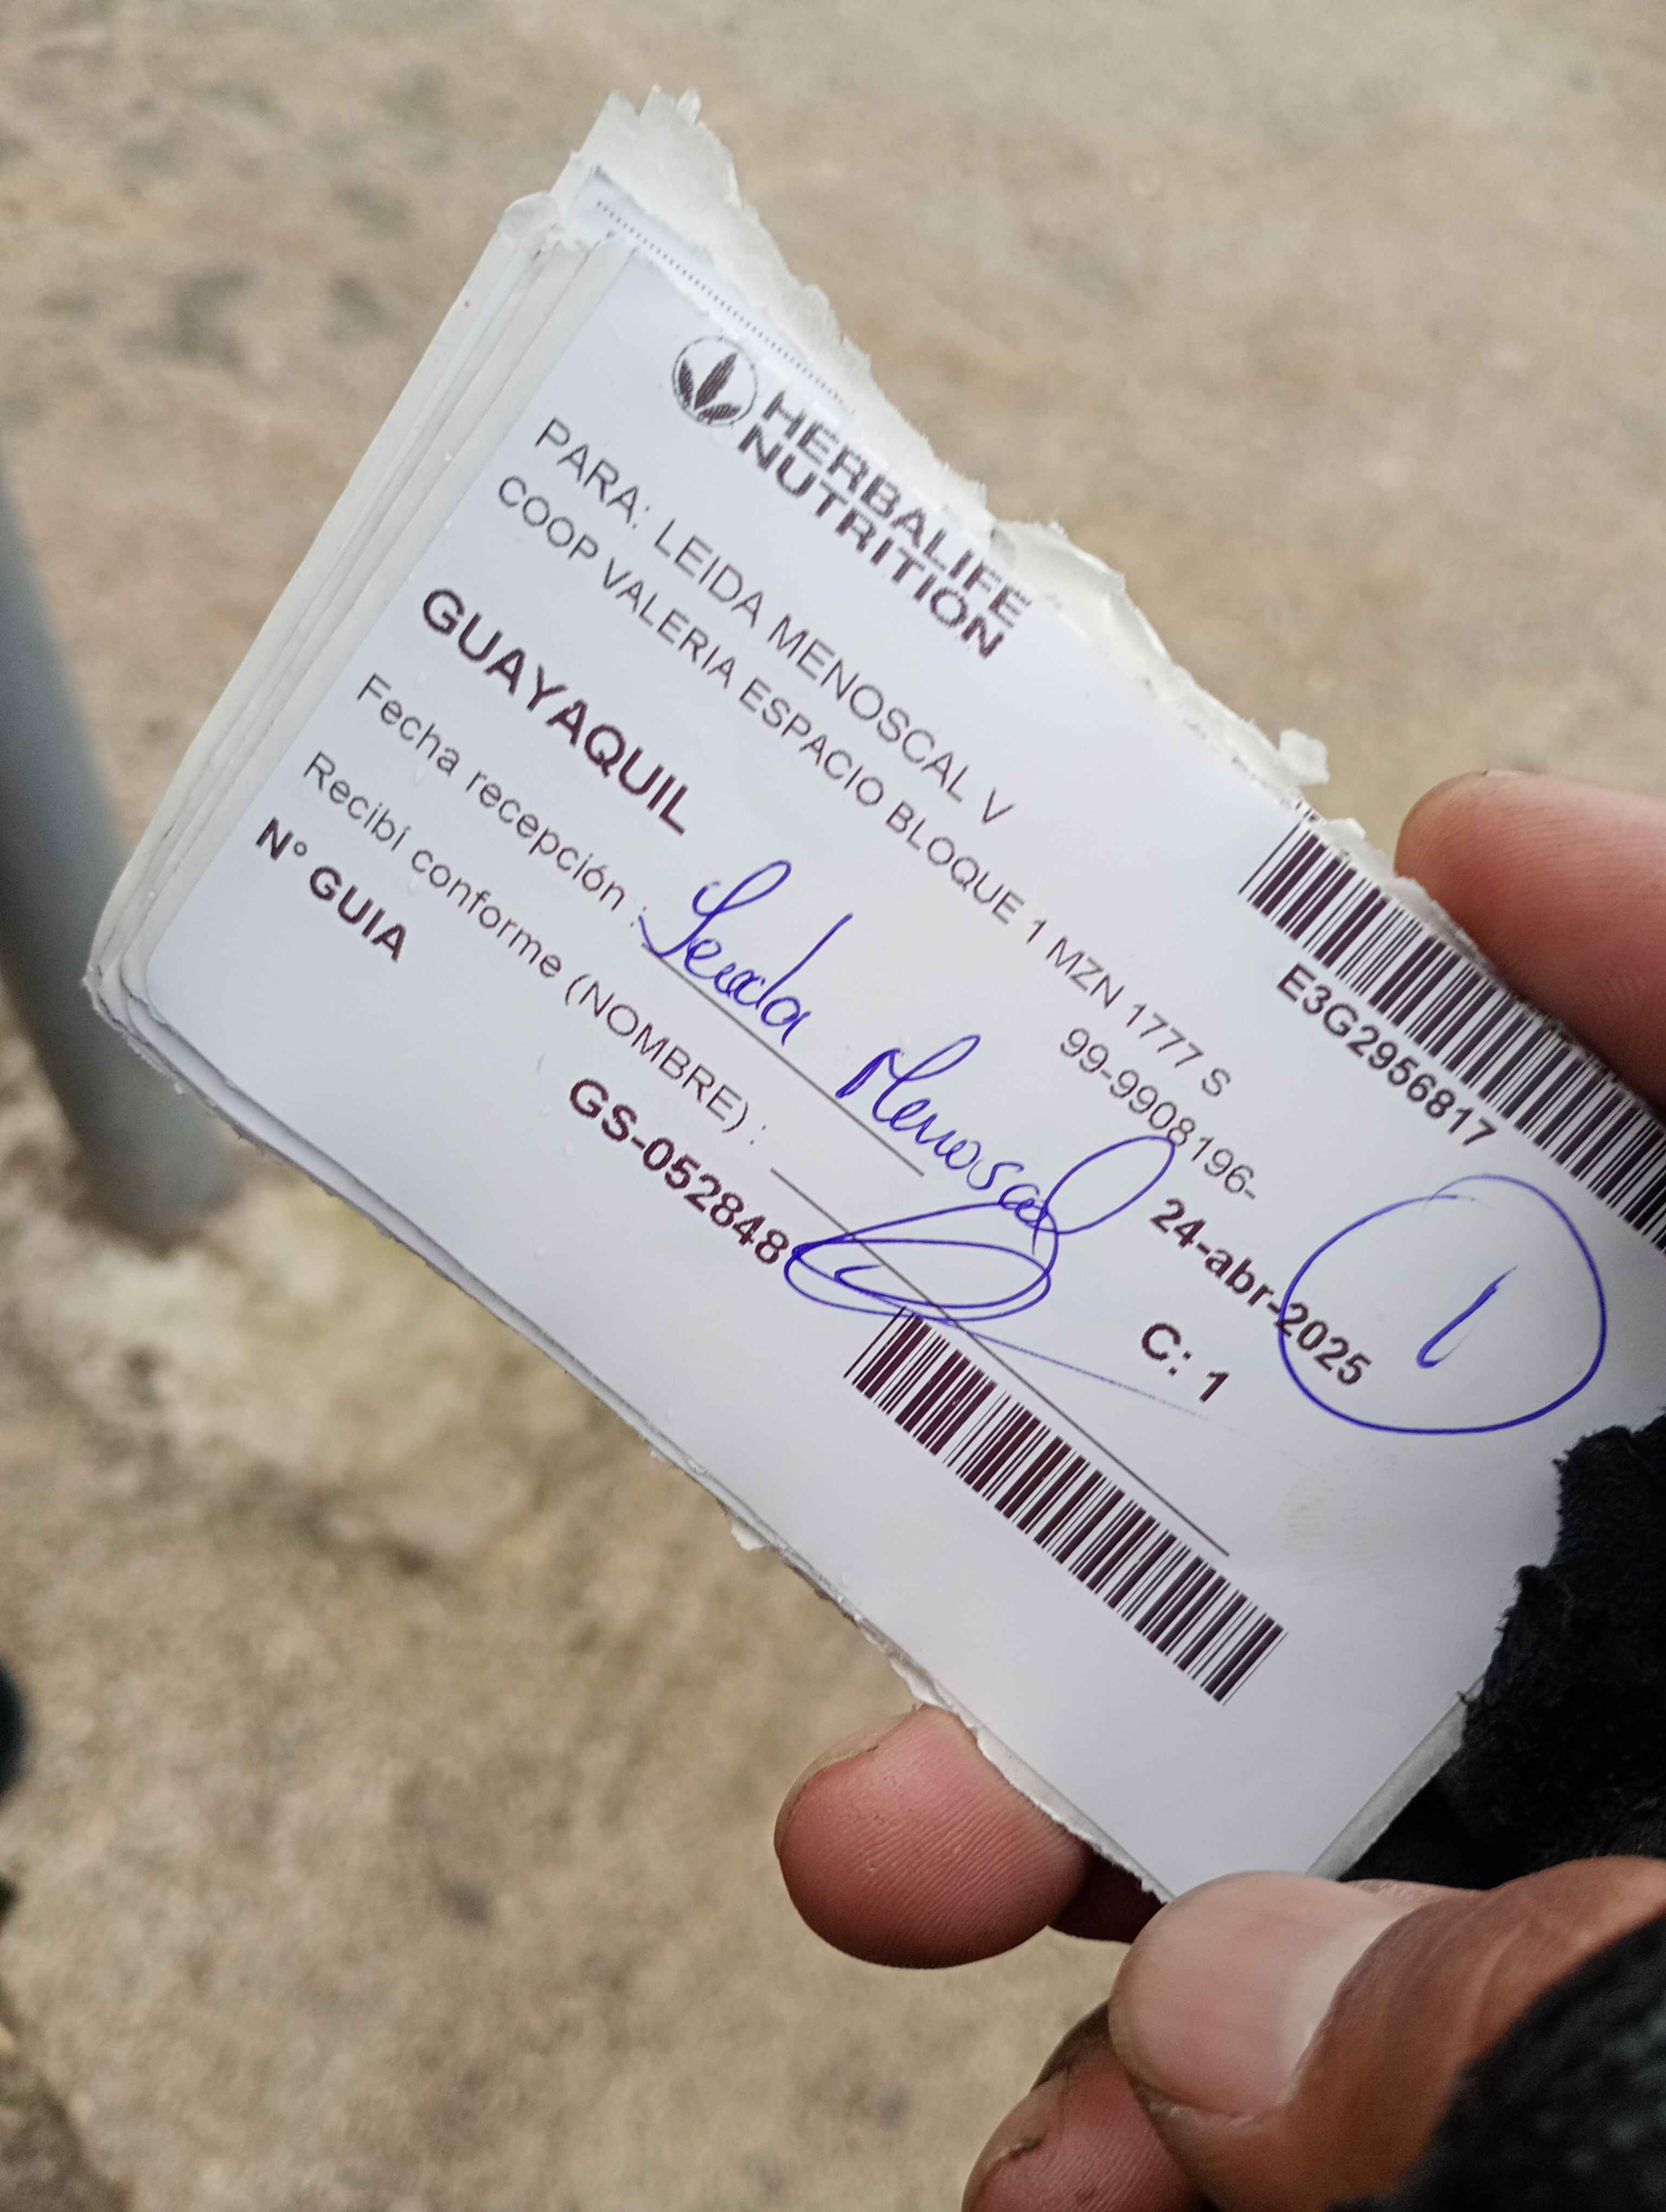 HERBALIFE
NUTRITION
E3G2956817
PARA: LEIDA MENOSCAL V
COOP VALERIA ESPACIO BLOQUE 1 MZN 1777 S
99-9908196-
GUAYAQUIL
24-abr-2025
1
Fecha recepción :
Leida Menoscal
C: 1
Recibí conforme (NOMBRE) :
N° GUIA
GS-052848